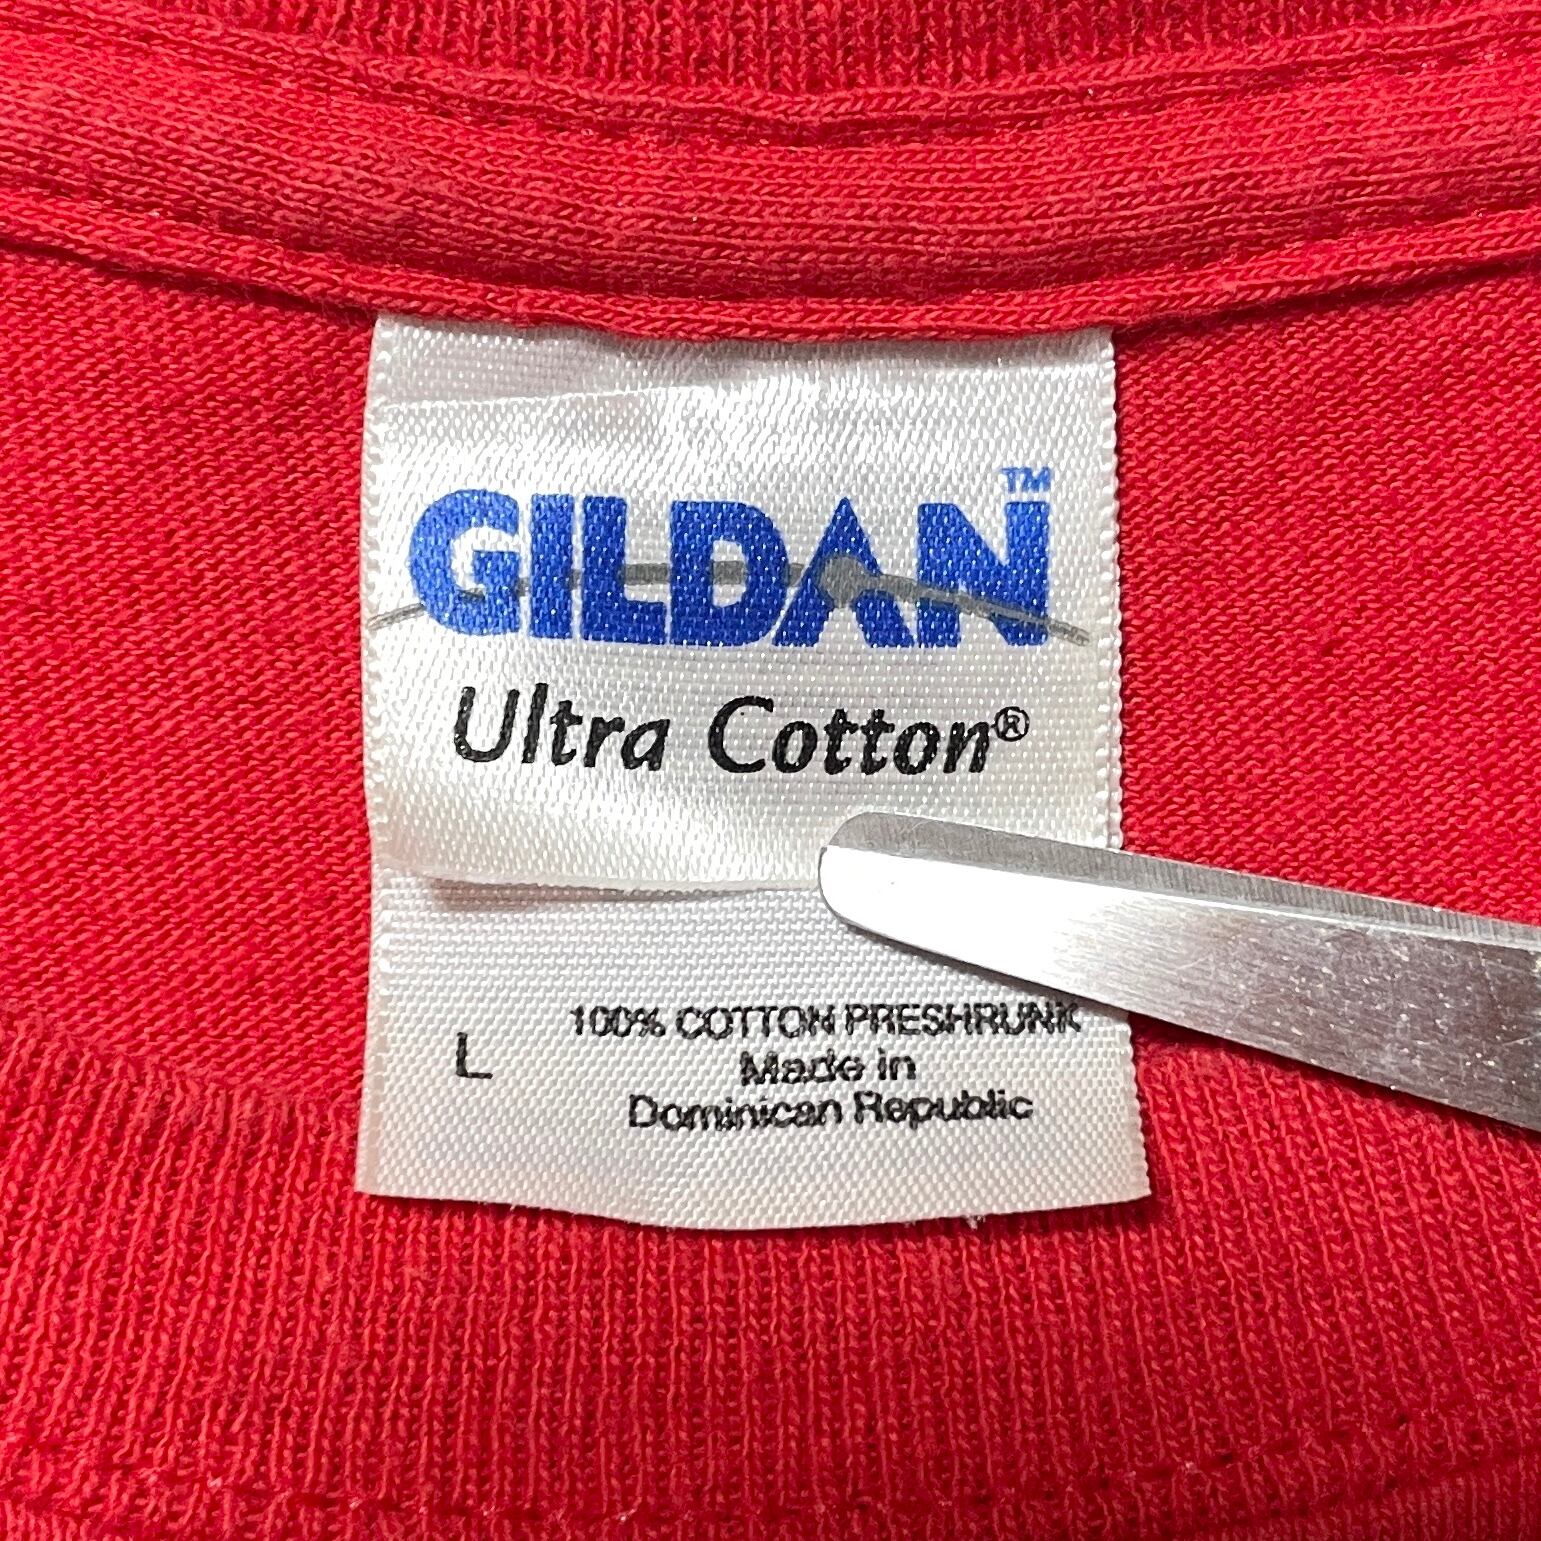 GILDAN™
Ultra Cotton®
L
100% COTTON PRESHRUNK
Made in
Dominican Republic